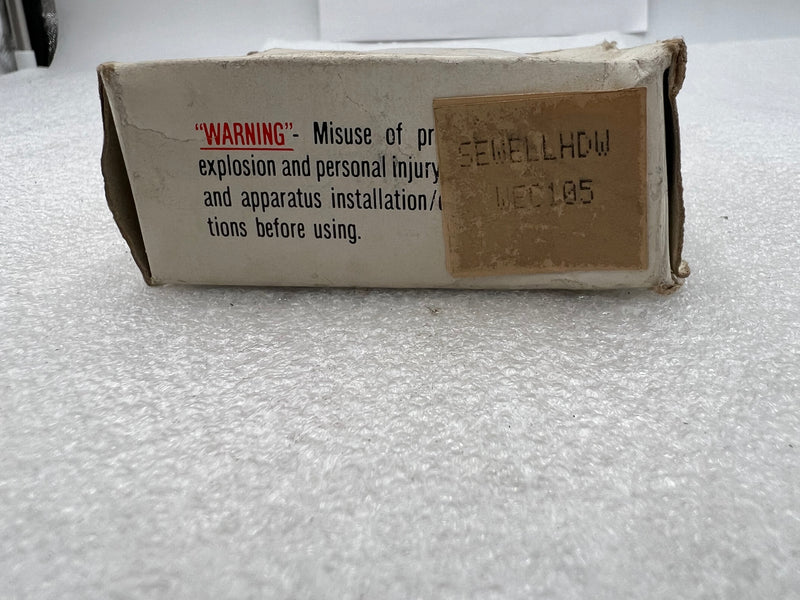 "WARNING"- Misuse of pr
explosion and personal injury
and apparatus installation/
tions before using.
SEWELLHDW
WEC105